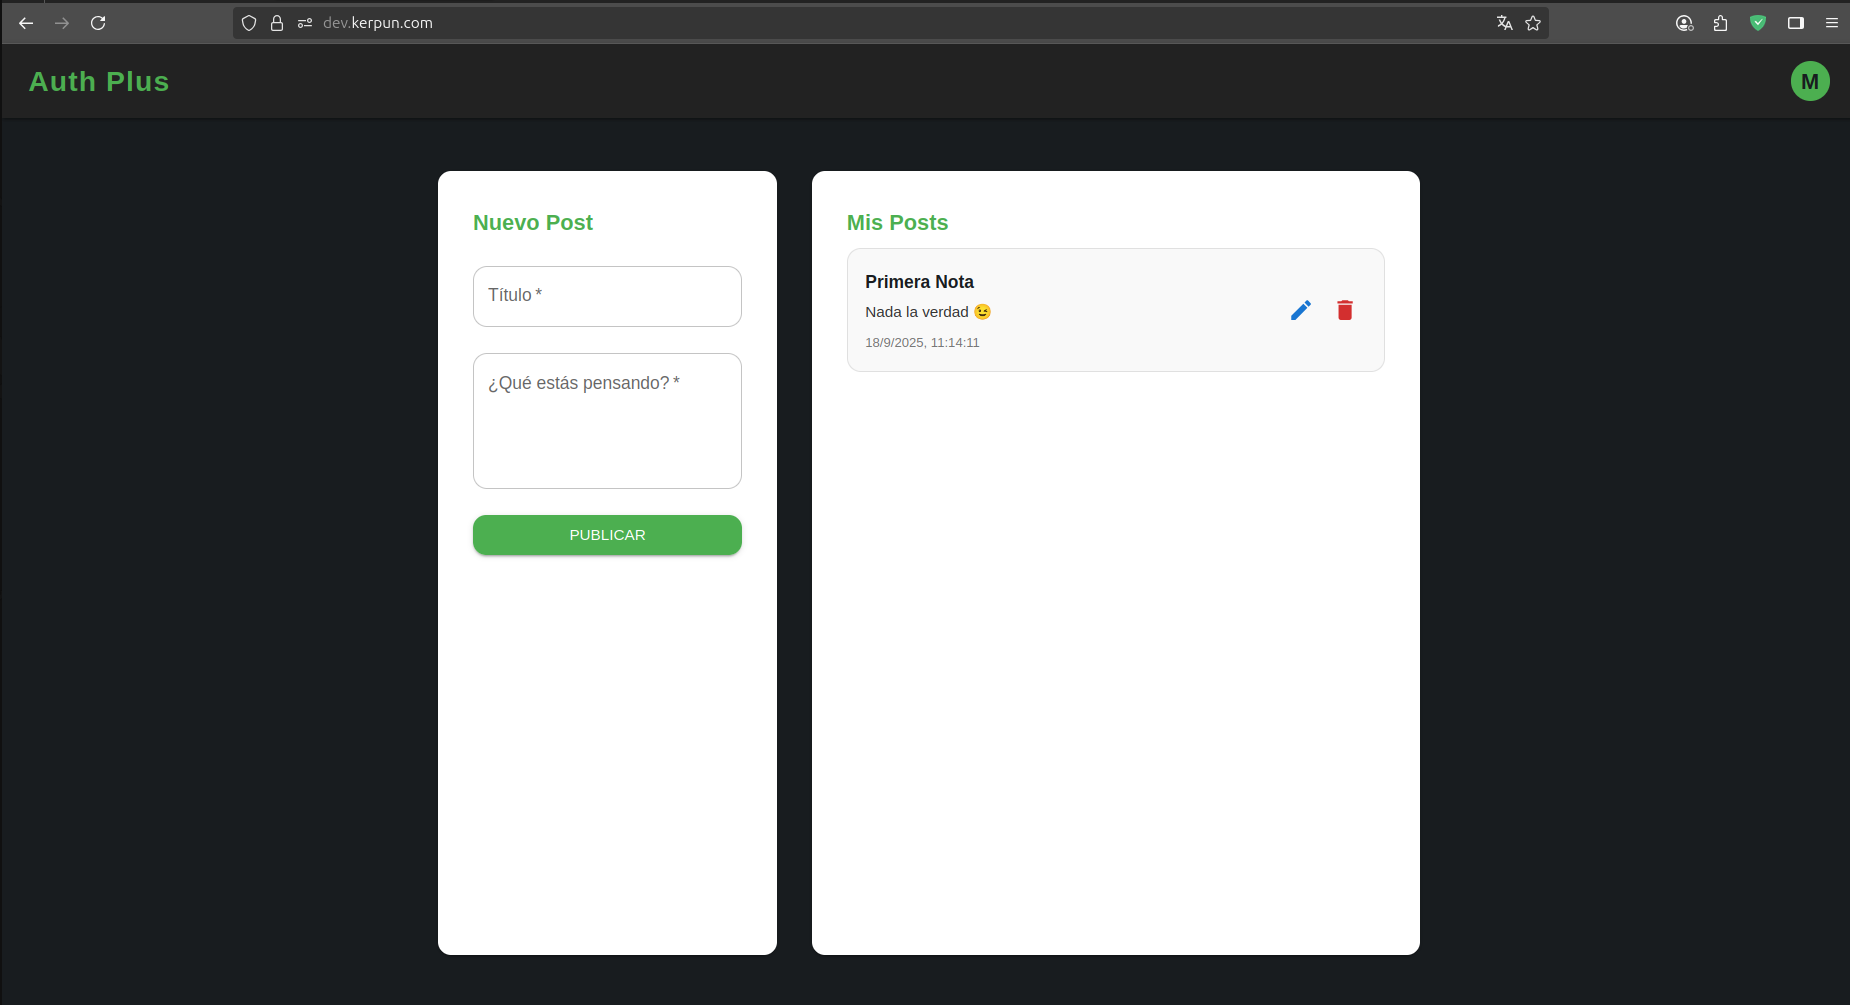 dev.kerpun.com
Auth Plus
M
Nuevo Post
Título *
¿Qué estás pensando? *
PUBLICAR
Mis Posts
Primera Nota
Nada la verdad 😉
18/9/2025, 11:14:11